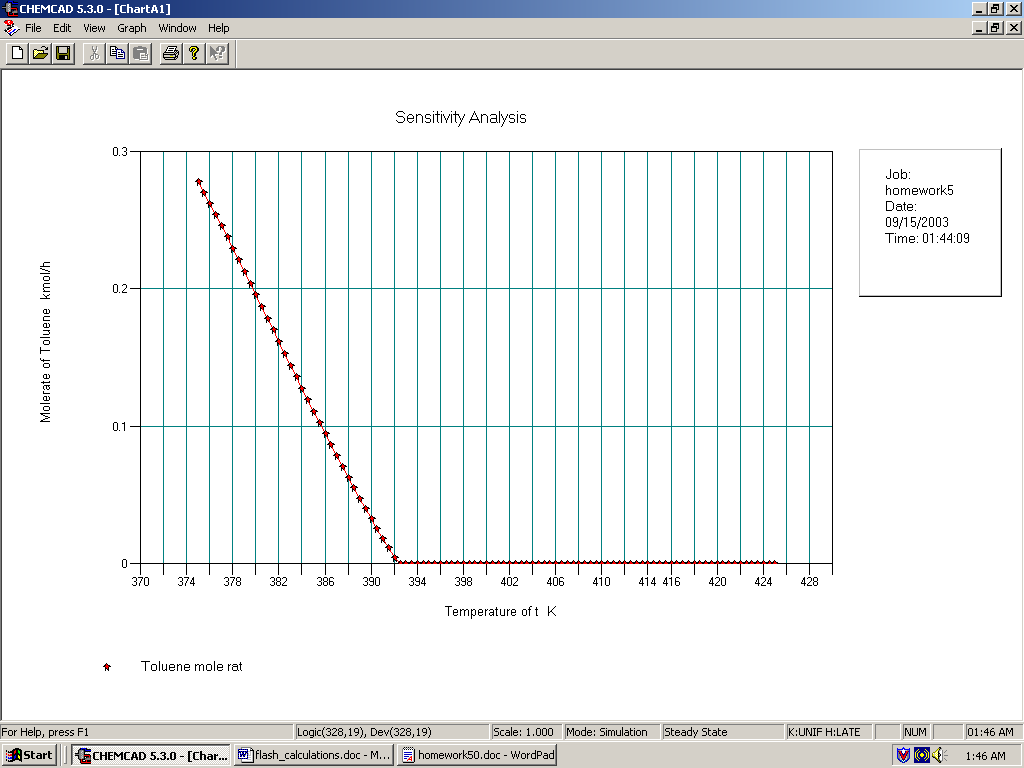 CHEMCAD 5.3.0 - [ChartA1]
File Edit View Graph Window Help
Sensitivity Analysis
0.3
0.2
0.1
0
Molerate of Toluene kmol/h
370 374 378 382 386 390 394 398 402 406 410 414 416 420 424 428
Temperature of t K
Toluene mole rat
Job:
homework5
Date:
09/15/2003
Time: 01:44:09
For Help, press F1 Logic(328,19), Dev(328,19) Scale: 1.000 Mode: Simulation Steady State K:UNIF H:LATE NUM 01:46 AM
Start CHEMCAD 5.3.0 - [Char... flash_calculations.doc - M... homework50.doc - WordPad 1:46 AM